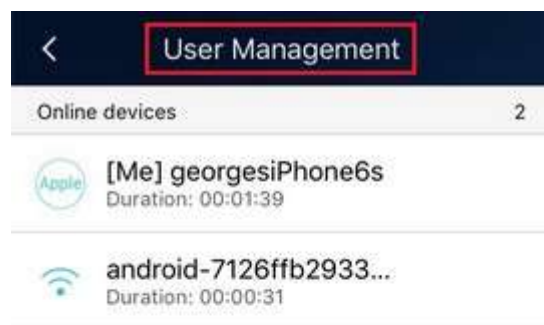 User Management
Online devices 2
Apple
[Me] georgesiPhone6s
Duration: 00:01:39
android-7126ffb2933...
Duration: 00:00:31